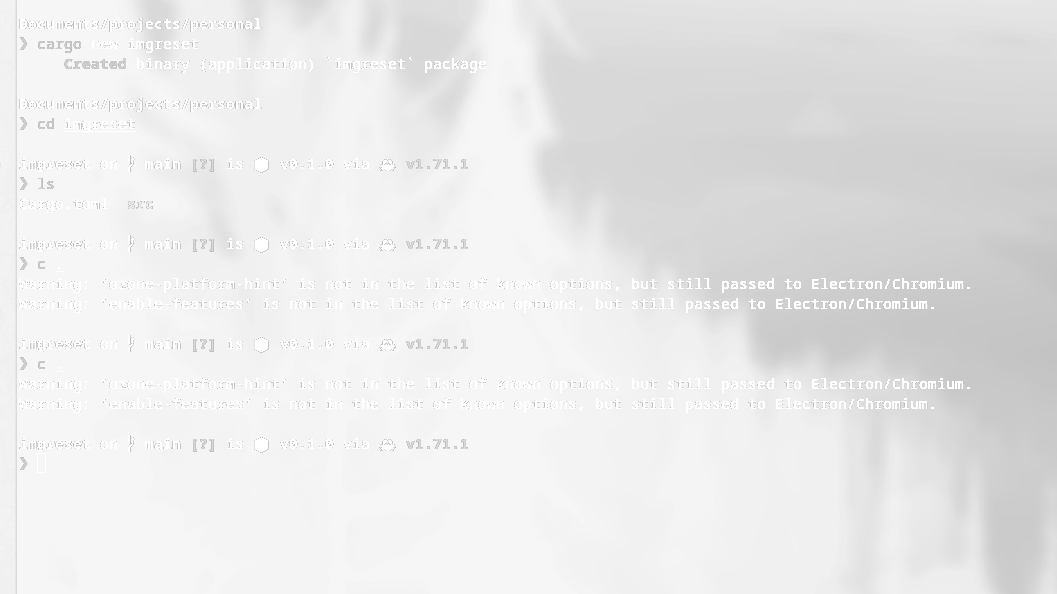 Documents/projects/personal
❯ cargo new imgreset
Created binary (application) `imgreset` package
Documents/projects/personal
❯ cd imgreset
imgreset on main [?] is v0.1.0 via v1.71.1
❯ ls
Cargo.toml src
imgreset on main [?] is v0.1.0 via v1.71.1
❯ c .
Warning: 'ozone-platform-hint' is not in the list of known options, but still passed to Electron/Chromium.
Warning: 'enable-features' is not in the list of known options, but still passed to Electron/Chromium.
imgreset on main [?] is v0.1.0 via v1.71.1
❯ c .
Warning: 'ozone-platform-hint' is not in the list of known options, but still passed to Electron/Chromium.
Warning: 'enable-features' is not in the list of known options, but still passed to Electron/Chromium.
imgreset on main [?] is v0.1.0 via v1.71.1
❯